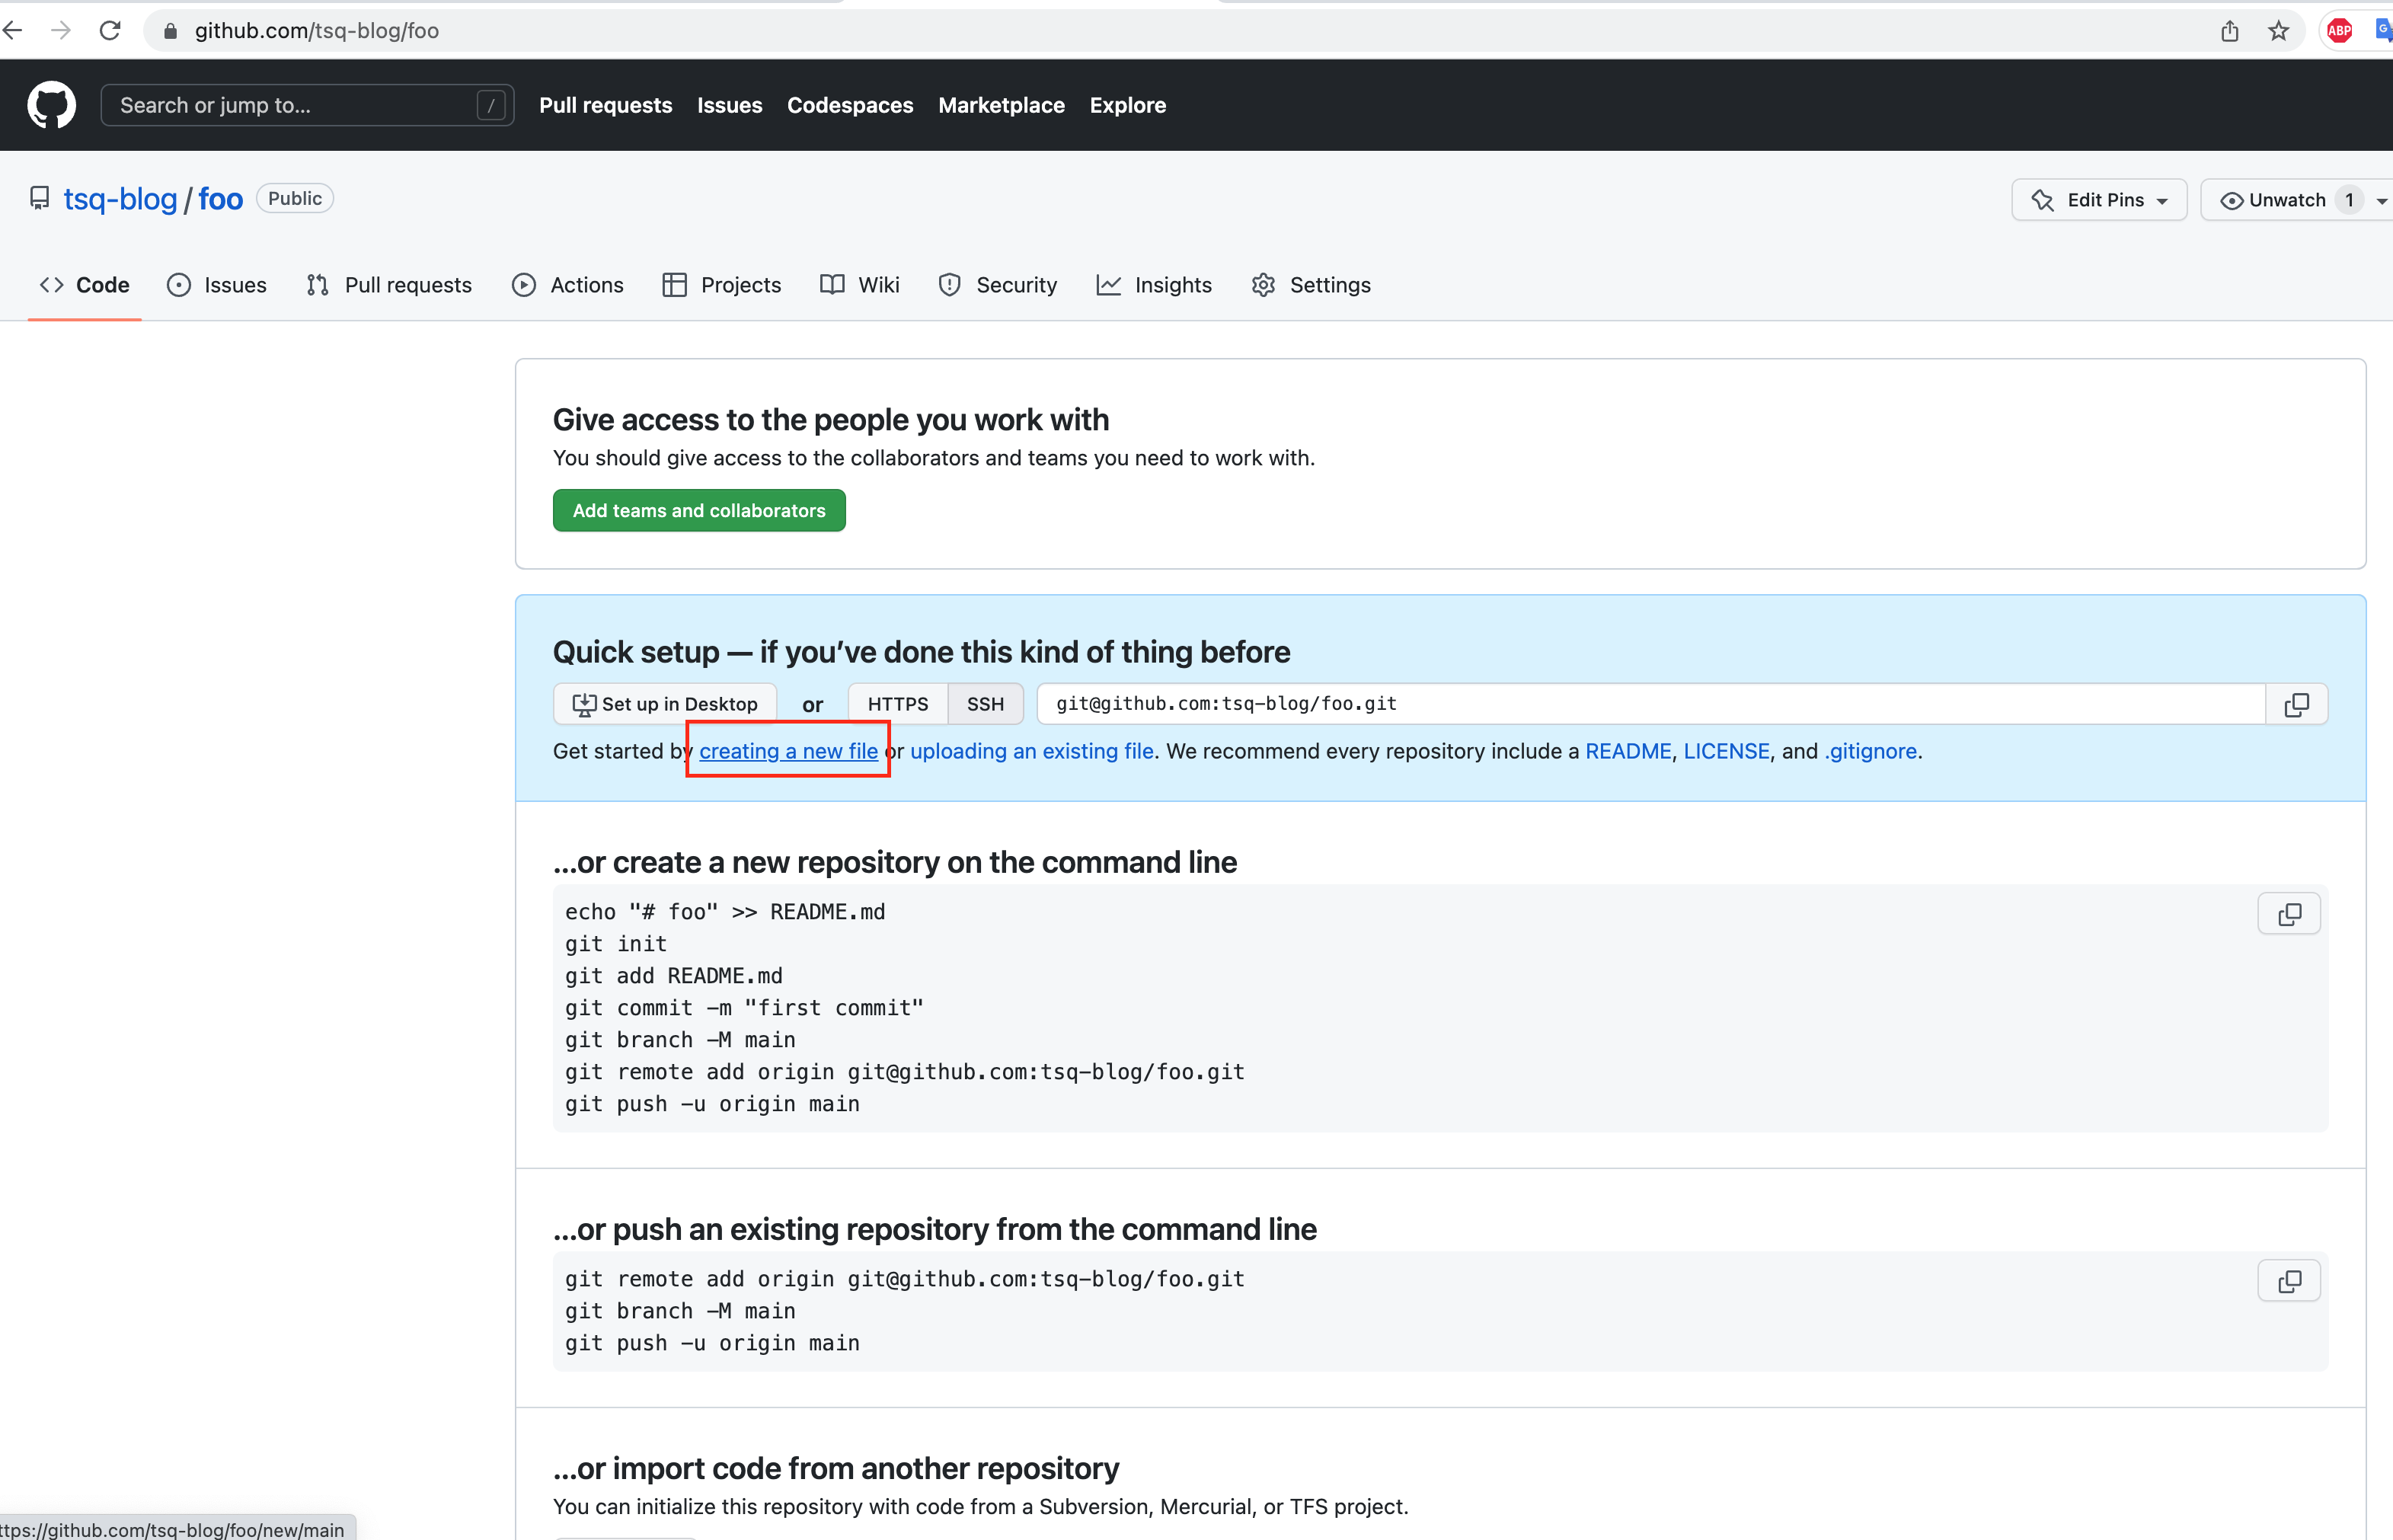 github.com/tsq-blog/foo
ABP
G
Search or jump to... /
Pull requests Issues Codespaces Marketplace Explore
tsq-blog / foo Public
Edit Pins Unwatch 1
Code Issues Pull requests Actions Projects Wiki Security Insights Settings
Give access to the people you work with
You should give access to the collaborators and teams you need to work with.
Add teams and collaborators
Quick setup — if you’ve done this kind of thing before
Set up in Desktop or HTTPS SSH git@github.com:tsq-blog/foo.git
Get started by creating a new file or uploading an existing file. We recommend every repository include a README, LICENSE, and .gitignore.
…or create a new repository on the command line
echo "# foo" >> README.md
git init
git add README.md
git commit -m "first commit"
git branch -M main
git remote add origin git@github.com:tsq-blog/foo.git
git push -u origin main
…or push an existing repository from the command line
git remote add origin git@github.com:tsq-blog/foo.git
git branch -M main
git push -u origin main
…or import code from another repository
You can initialize this repository with code from a Subversion, Mercurial, or TFS project.
ttps://github.com/tsq-blog/foo/new/main